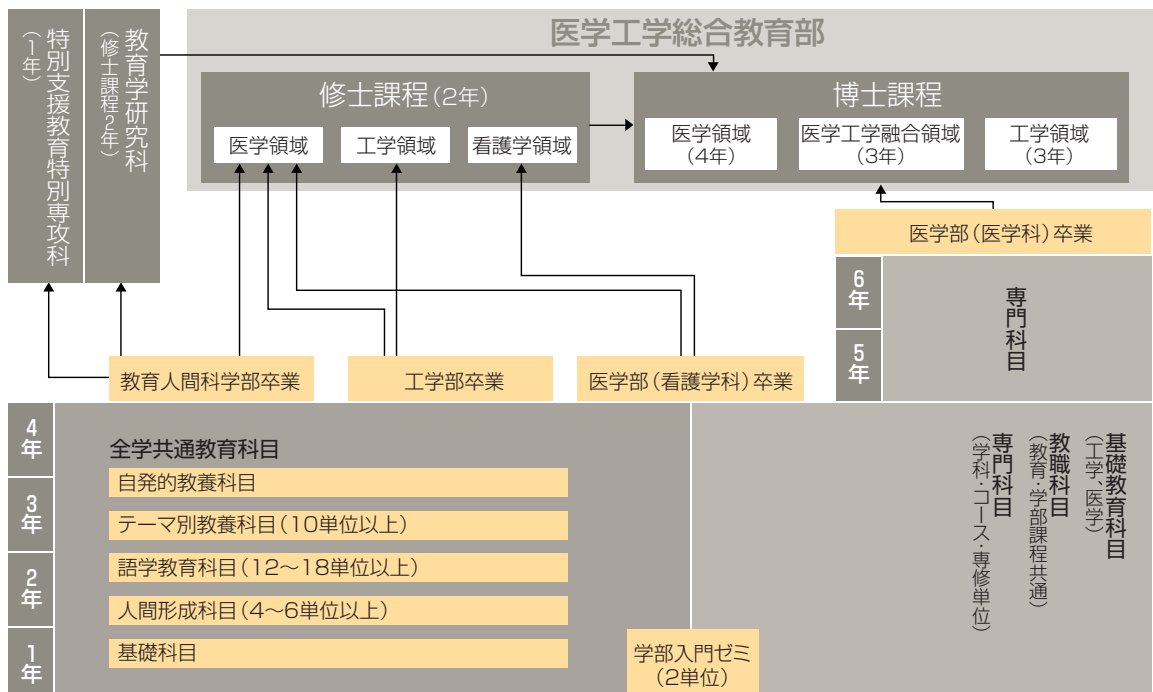 特別支援教育特別専攻科
(1年)
教育学研究科
(修士課程2年)
医学工学総合教育部
修士課程(2年)
医学領域
工学領域
看護学領域
博士課程
医学領域
(4年)
医学工学融合領域
(3年)
工学領域
(3年)
医学部(医学科)卒業
6年
5年
専門科目
教育人間科学部卒業
工学部卒業
医学部(看護学科)卒業
4年
3年
2年
1年
全学共通教育科目
自発的教養科目
テーマ別教養科目(10単位以上)
語学教育科目(12〜18単位以上)
人間形成科目(4〜6単位以上)
基礎科目
学部入門ゼミ
(2単位)
基礎教育科目
(工学、医学)
教職科目
(教育・学部課程共通)
専門科目
(学科・コース・専修単位)